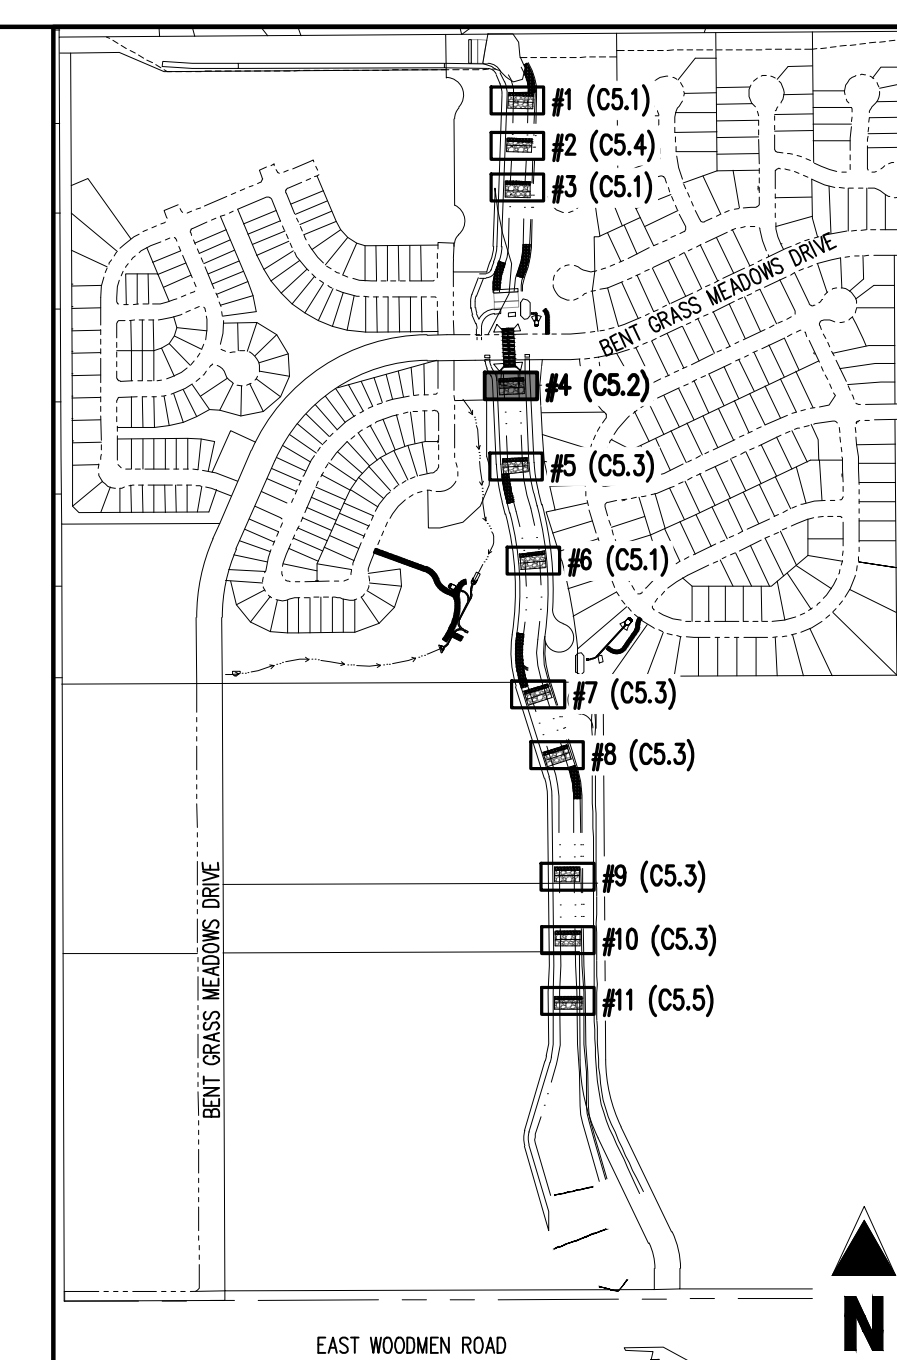 #1 (C5.1)
#2 (C5.4)
#3 (C5.1)
BENT GRASS MEADOWS DRIVE
#4 (C5.2)
#5 (C5.3)
#6 (C5.1)
#7 (C5.3)
#8 (C5.3)
#9 (C5.3)
#10 (C5.3)
#11 (C5.5)
BENT GRASS MEADOWS DRIVE
N
EAST WOODMEN ROAD